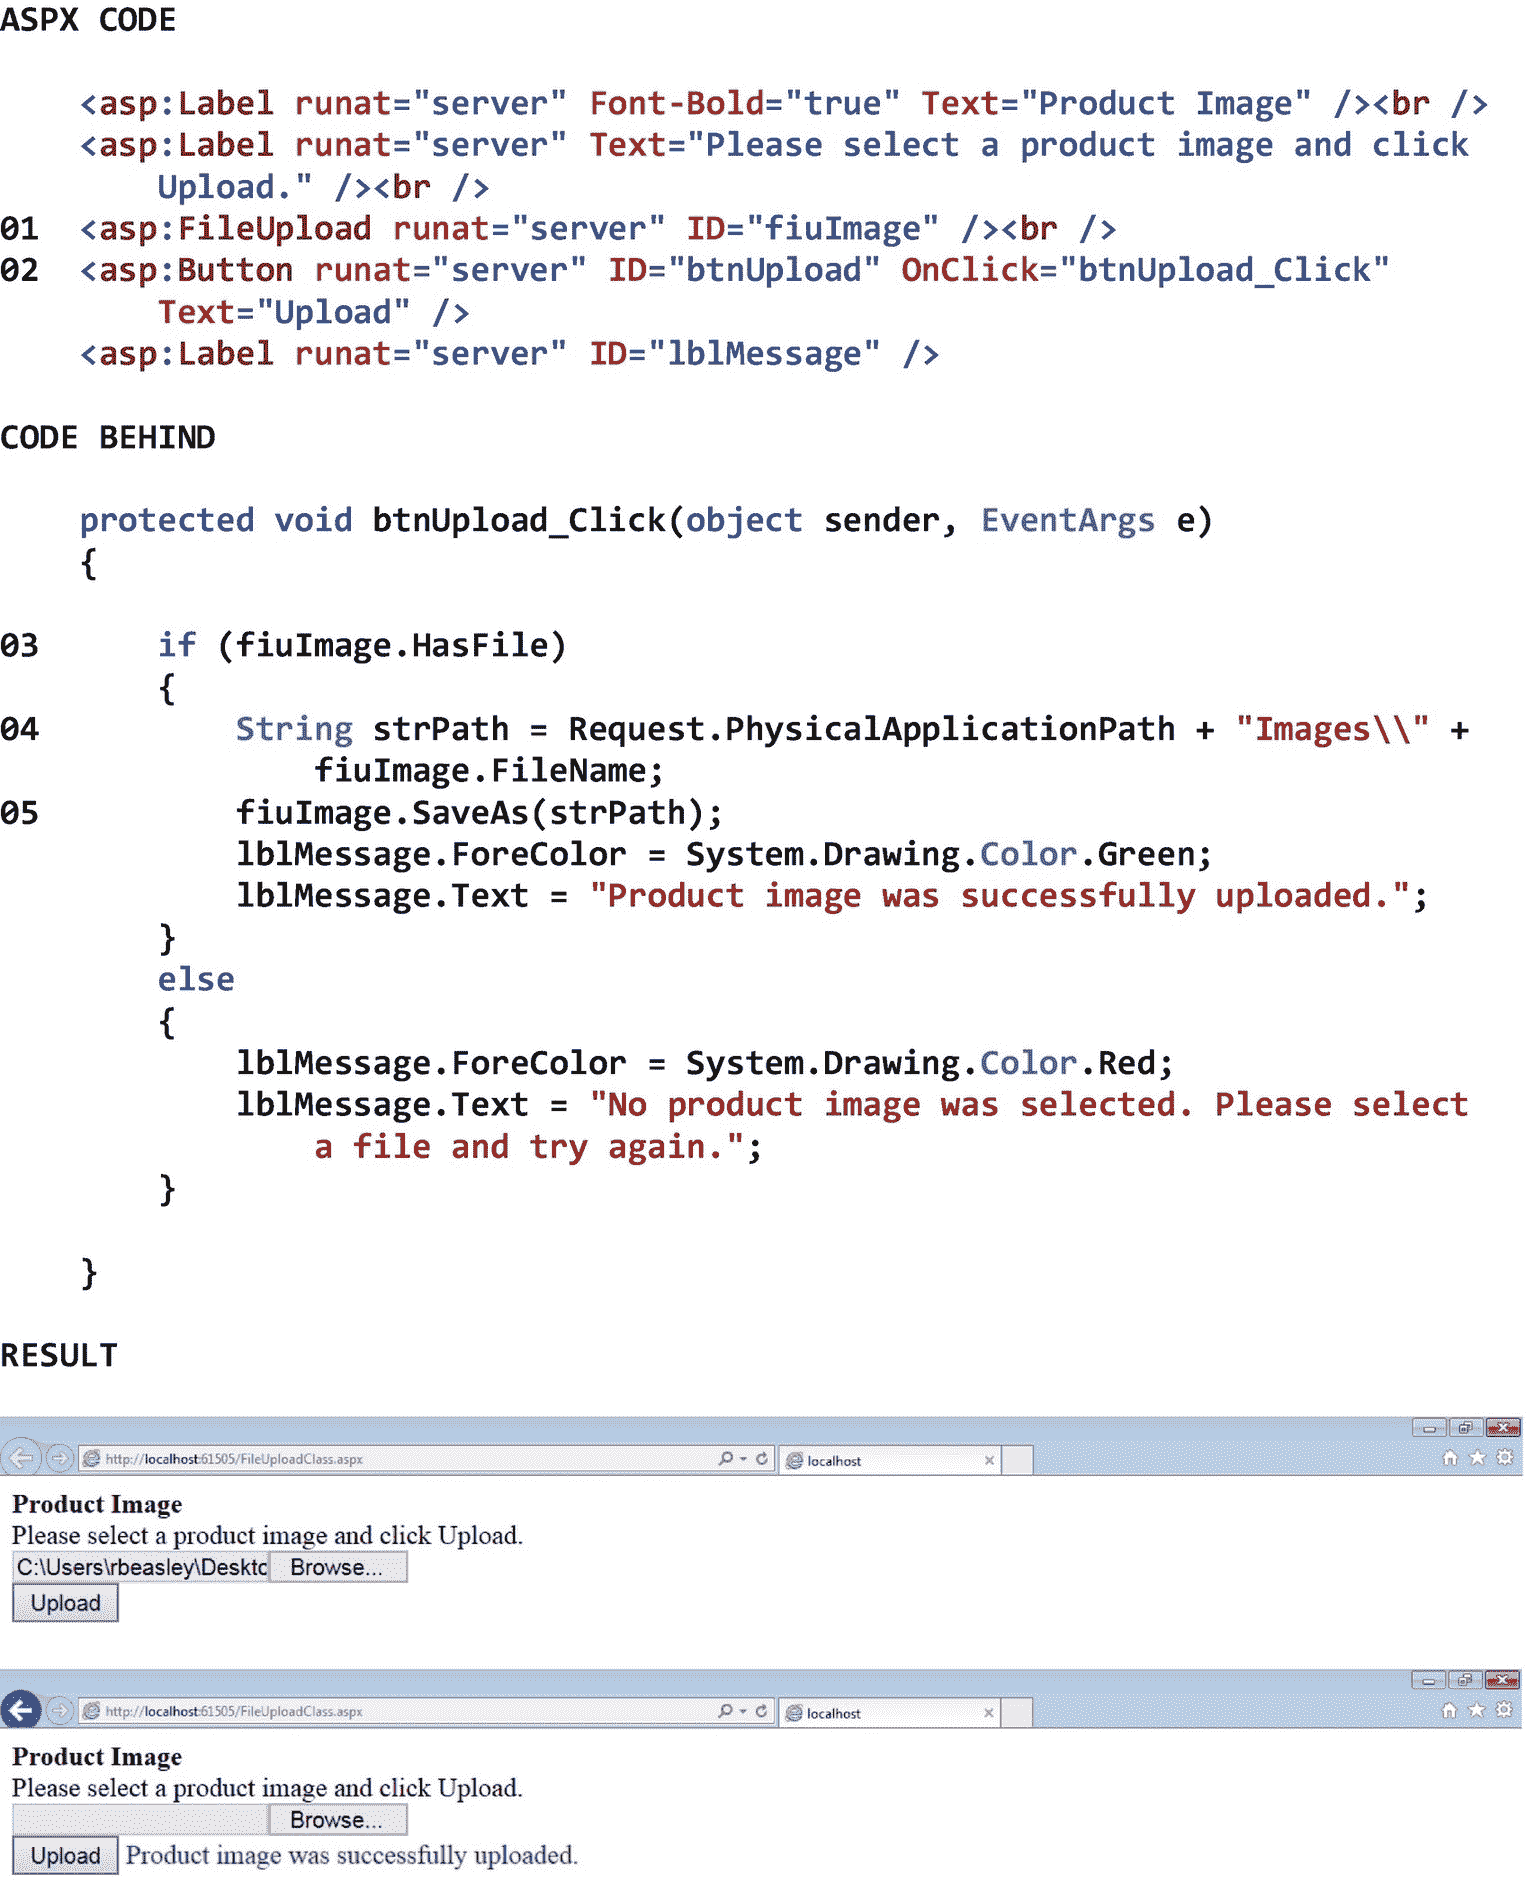 ASPX CODE
<asp:Label runat="server" Font-Bold="true" Text="Product Image" /><br />
<asp:Label runat="server" Text="Please select a product image and click
Upload." /><br />
01 <asp:FileUpload runat="server" ID="fiuImage" /><br />
02 <asp:Button runat="server" ID="btnUpload" OnClick="btnUpload_Click"
Text="Upload" />
<asp:Label runat="server" ID="lblMessage" />
CODE BEHIND
protected void btnUpload_Click(object sender, EventArgs e)
{
03 if (fiuImage.HasFile)
{
04 String strPath = Request.PhysicalApplicationPath + "Images\\" +
fiuImage.FileName;
05 fiuImage.SaveAs(strPath);
lblMessage.ForeColor = System.Drawing.Color.Green;
lblMessage.Text = "Product image was successfully uploaded.";
}
else
{
lblMessage.ForeColor = System.Drawing.Color.Red;
lblMessage.Text = "No product image was selected. Please select
a file and try again.";
}
}
RESULT
http://localhost:61505/FileUploadClass.aspx localhost
Product Image
Please select a product image and click Upload.
C:\Users\rbeasley\Deskto Browse...
Upload
http://localhost:61505/FileUploadClass.aspx localhost
Product Image
Please select a product image and click Upload.
Browse...
Upload Product image was successfully uploaded.